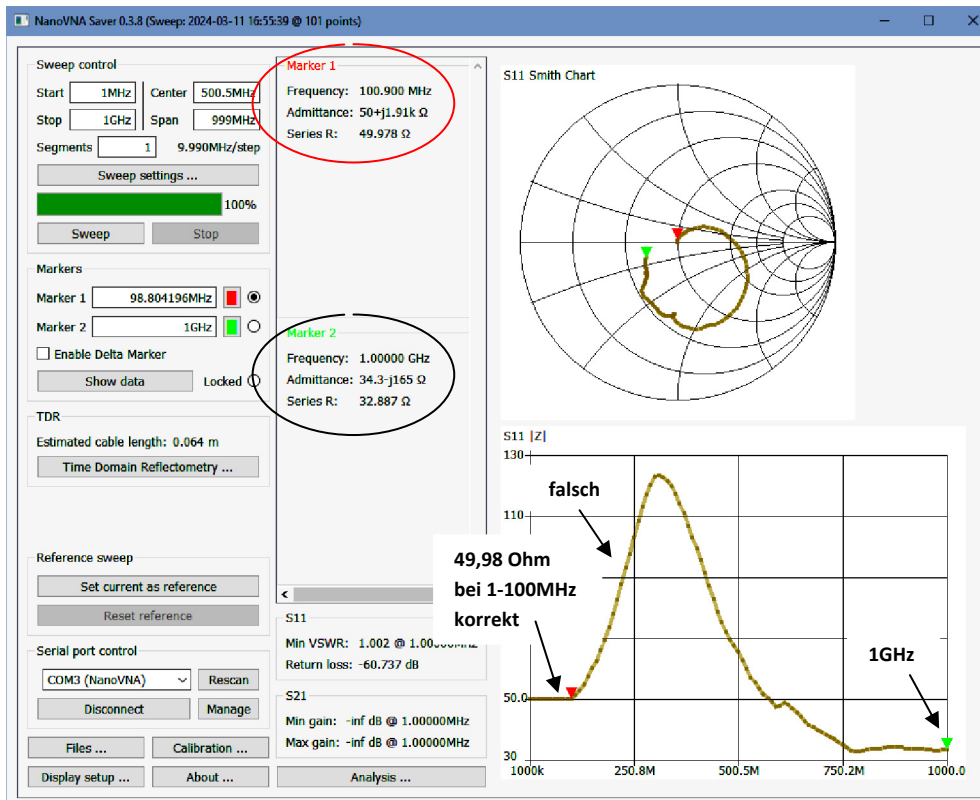 NanoVNA Saver 0.3.8 (Sweep: 2024-03-11 16:55:39 @ 101 points)
Sweep control
Start 1MHz Center 500.5MHz
Stop 1GHz Span 999MHz
Segments 1 9.990MHz/step
Sweep settings ...
100%
Sweep Stop
Markers
Marker 1 98.804196MHz
Marker 2 1GHz
Enable Delta Marker
Show data Locked
TDR
Estimated cable length: 0.064 m
Time Domain Reflectometry ...
Reference sweep
Set current as reference
Reset reference
Serial port control
COM3 (NanoVNA) Rescan
Disconnect Manage
Files ... Calibration ...
Display setup ... About ...
Marker 1
Frequency: 100.900 MHz
Admittance: 50+j1.91k Ω
Series R: 49.978 Ω
Marker 2
Frequency: 1.00000 GHz
Admittance: 34.3-j165 Ω
Series R: 32.887 Ω
S11
Min VSWR: 1.002 @ 1.00000MHz
Return loss: -60.737 dB
S21
Min gain: -inf dB @ 1.00000MHz
Max gain: -inf dB @ 1.00000MHz
Analysis ...
S11 Smith Chart
S11 |Z|
130
110
50.0
30
1000k 250.8M 500.5M 750.2M 1000.0
falsch
49,98 Ohm
bei 1-100MHz
korrekt
1GHz